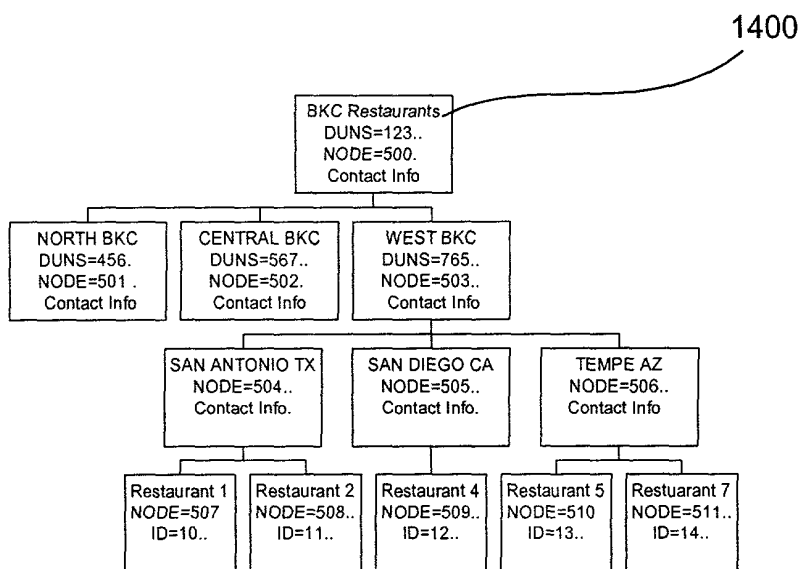 1400
BKC Restaurants
DUNS=123..
NODE=500.
Contact Info
NORTH BKC
DUNS=456.
NODE=501 .
Contact Info
CENTRAL BKC
DUNS=567..
NODE=502.
Contact Info
WEST BKC
DUNS=765..
NODE=503..
Contact Info
SAN ANTONIO TX
NODE=504..
Contact Info.
SAN DIEGO CA
NODE=505..
Contact Info.
TEMPE AZ
NODE=506..
Contact Info
Restaurant 1
NODE=507
ID=10..
Restaurant 2
NODE=508..
ID=11..
Restaurant 4
NODE=509..
ID=12..
Restaurant 5
NODE=510
ID=13..
Restuarant 7
NODE=511..
ID=14..